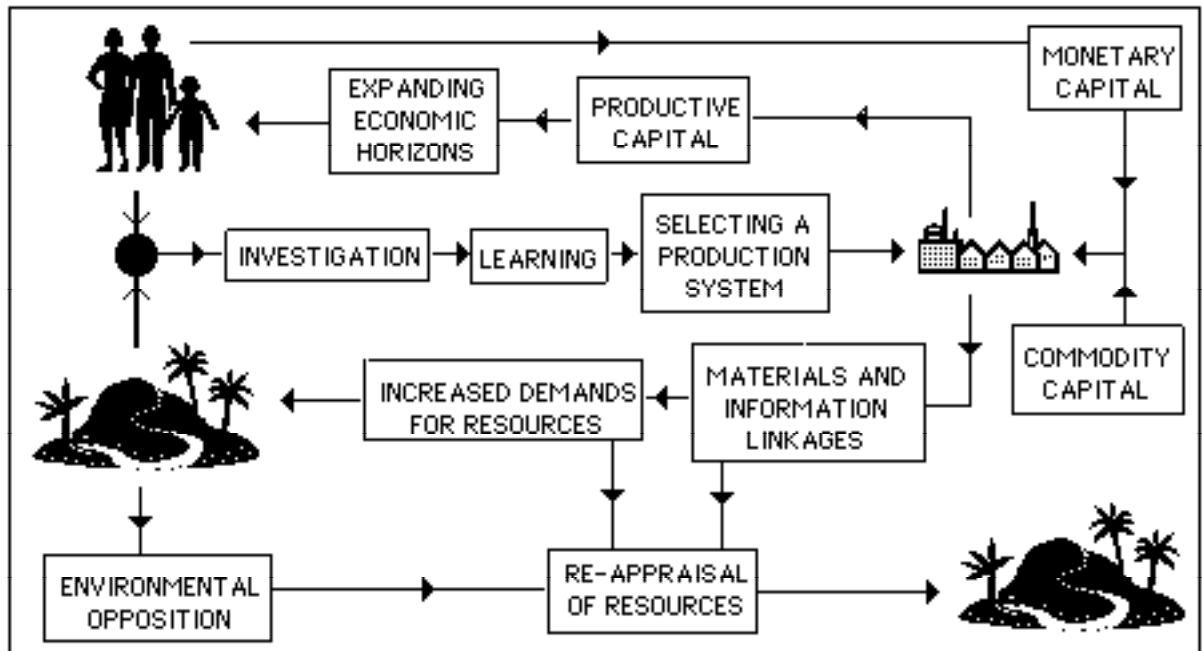 MONETARY
CAPITAL
EXPANDING
ECONOMIC
HORIZONS
PRODUCTIVE
CAPITAL
INVESTIGATION
LEARNING
SELECTING A
PRODUCTION
SYSTEM
COMMODITY
CAPITAL
INCREASED DEMANDS
FOR RESOURCES
MATERIALS AND
INFORMATION
LINKAGES
ENVIRONMENTAL
OPPOSITION
RE-APPRAISAL
OF RESOURCES